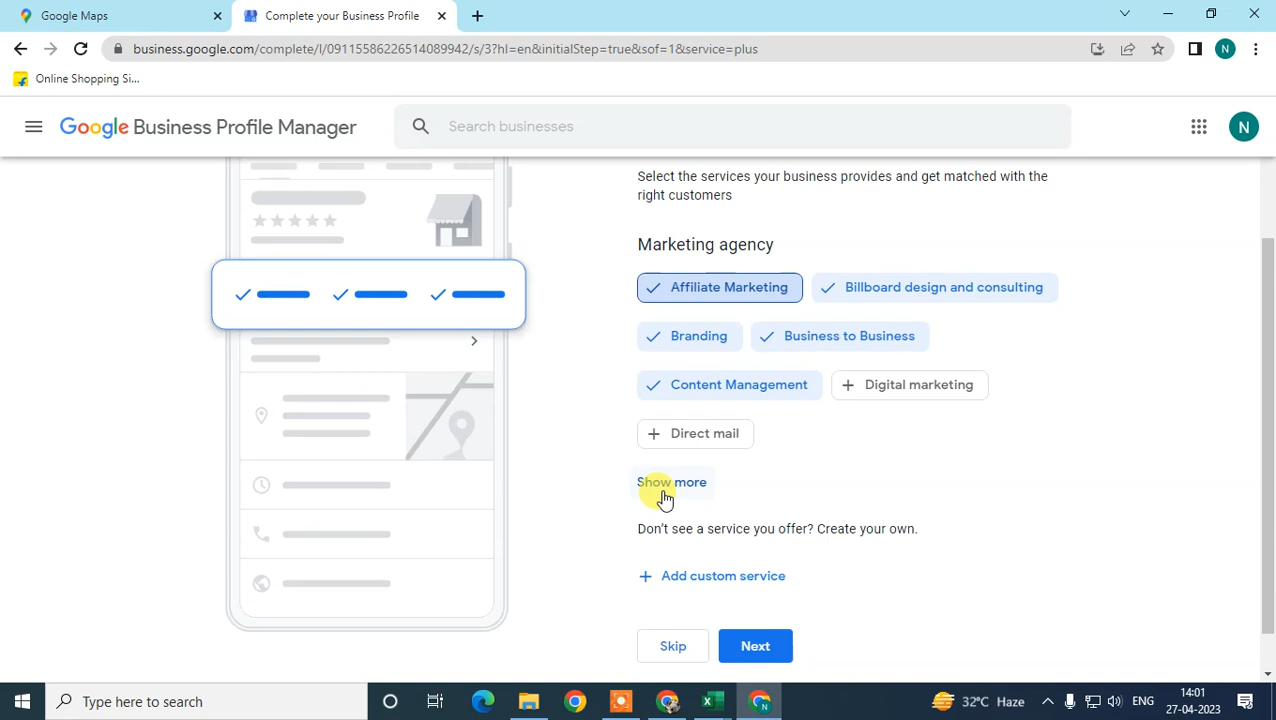 Google Maps
Complete your Business Profile
business.google.com/complete/l/09115586226514089942/s/3?hl=en&initialStep=true&sof=1&service=plus
N
Online Shopping Si...
Google Business Profile Manager
Search businesses
N
Select the services your business provides and get matched with the
right customers
Marketing agency
Affiliate Marketing
Billboard design and consulting
Branding
Business to Business
Content Management
Digital marketing
Direct mail
Show more
Don't see a service you offer? Create your own.
Add custom service
Skip
Next
Type here to search
N
32°C Haze
ENG
14:01
27-04-2023